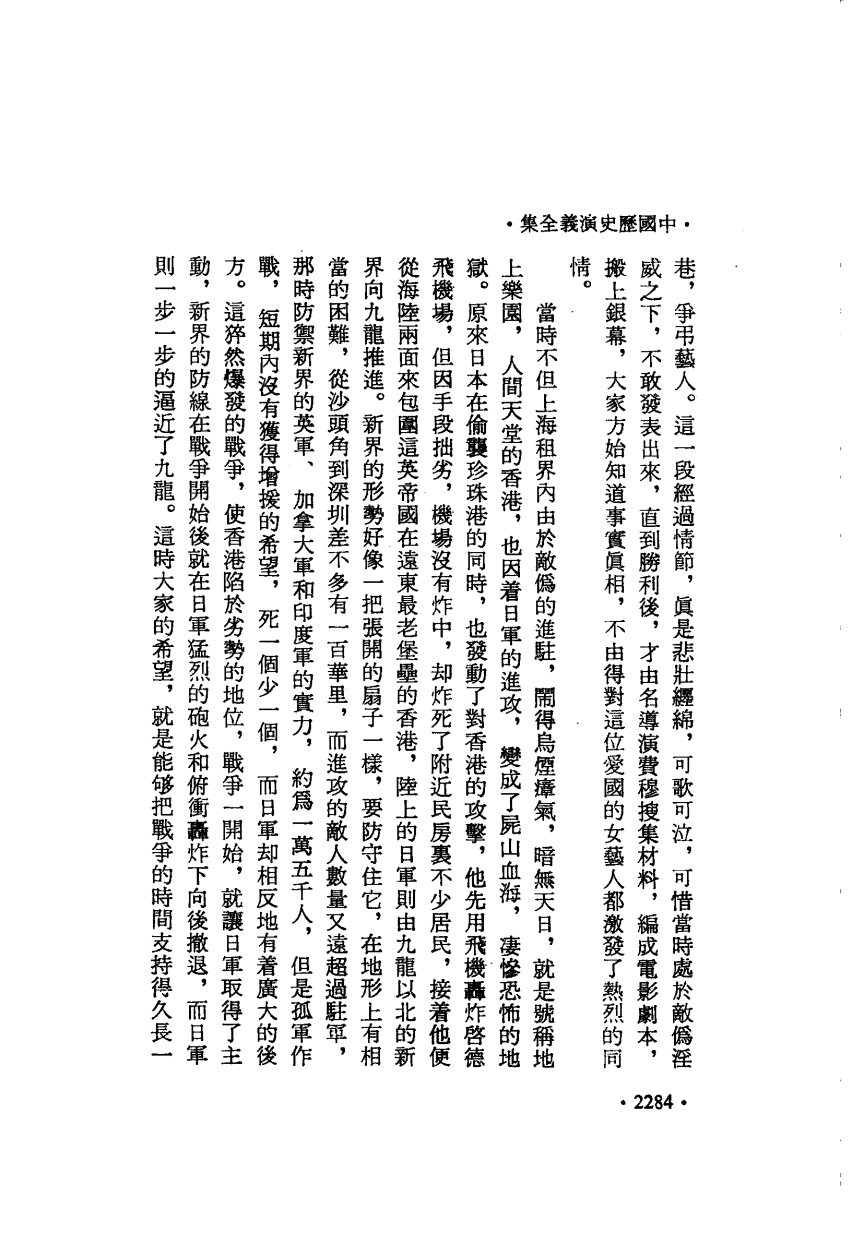 ·中國歷史演義全集·
巷，爭弔藝人。這一段經過情節，眞是悲壯纏綿，可歌可泣，可惜當時處於敵僞淫
威之下，不敢發表出來，直到勝利後，才由名導演費穆搜集材料，編成電影劇本，
搬上銀幕，大家方始知道事實眞相，不由得對這位愛國的女藝人都激發了熱烈的同
情。
當時不但上海租界內由於敵僞的進駐，鬧得烏煙瘴氣，暗無天日，就是號稱地
上樂園，人間天堂的香港，也因着日軍的進攻，變成了屍山血海，淒慘恐怖的地
獄。原來日本在偷襲珍珠港的同時，也發動了對香港的攻擊，他先用飛機轟炸啓德
飛機場，但因手段拙劣，機場沒有炸中，却炸死了附近民房裏不少居民，接着他便
從海陸兩面來包圍這英帝國在遠東最老堡壘的香港，陸上的日軍則由九龍以北的新
界向九龍推進。新界的形勢好像一把張開的扇子一樣，要防守住它，在地形上有相
當的困難，從沙頭角到深圳差不多有一百華里，而進攻的敵人數量又遠超過駐軍，
那時防禦新界的英軍、加拿大軍和印度軍的實力，約爲一萬五千人，但是孤軍作
戰，短期內沒有獲得增援的希望，死一個少一個，而日軍却相反地有着廣大的後
方。這猝然爆發的戰爭，使香港陷於劣勢的地位，戰爭一開始，就讓日軍取得了主
動，新界的防線在戰爭開始後就在日軍猛烈的砲火和俯衝轟炸下向後撤退，而日軍
則一步一步的逼近了九龍。這時大家的希望，就是能够把戰爭的時間支持得久長一
·2284·